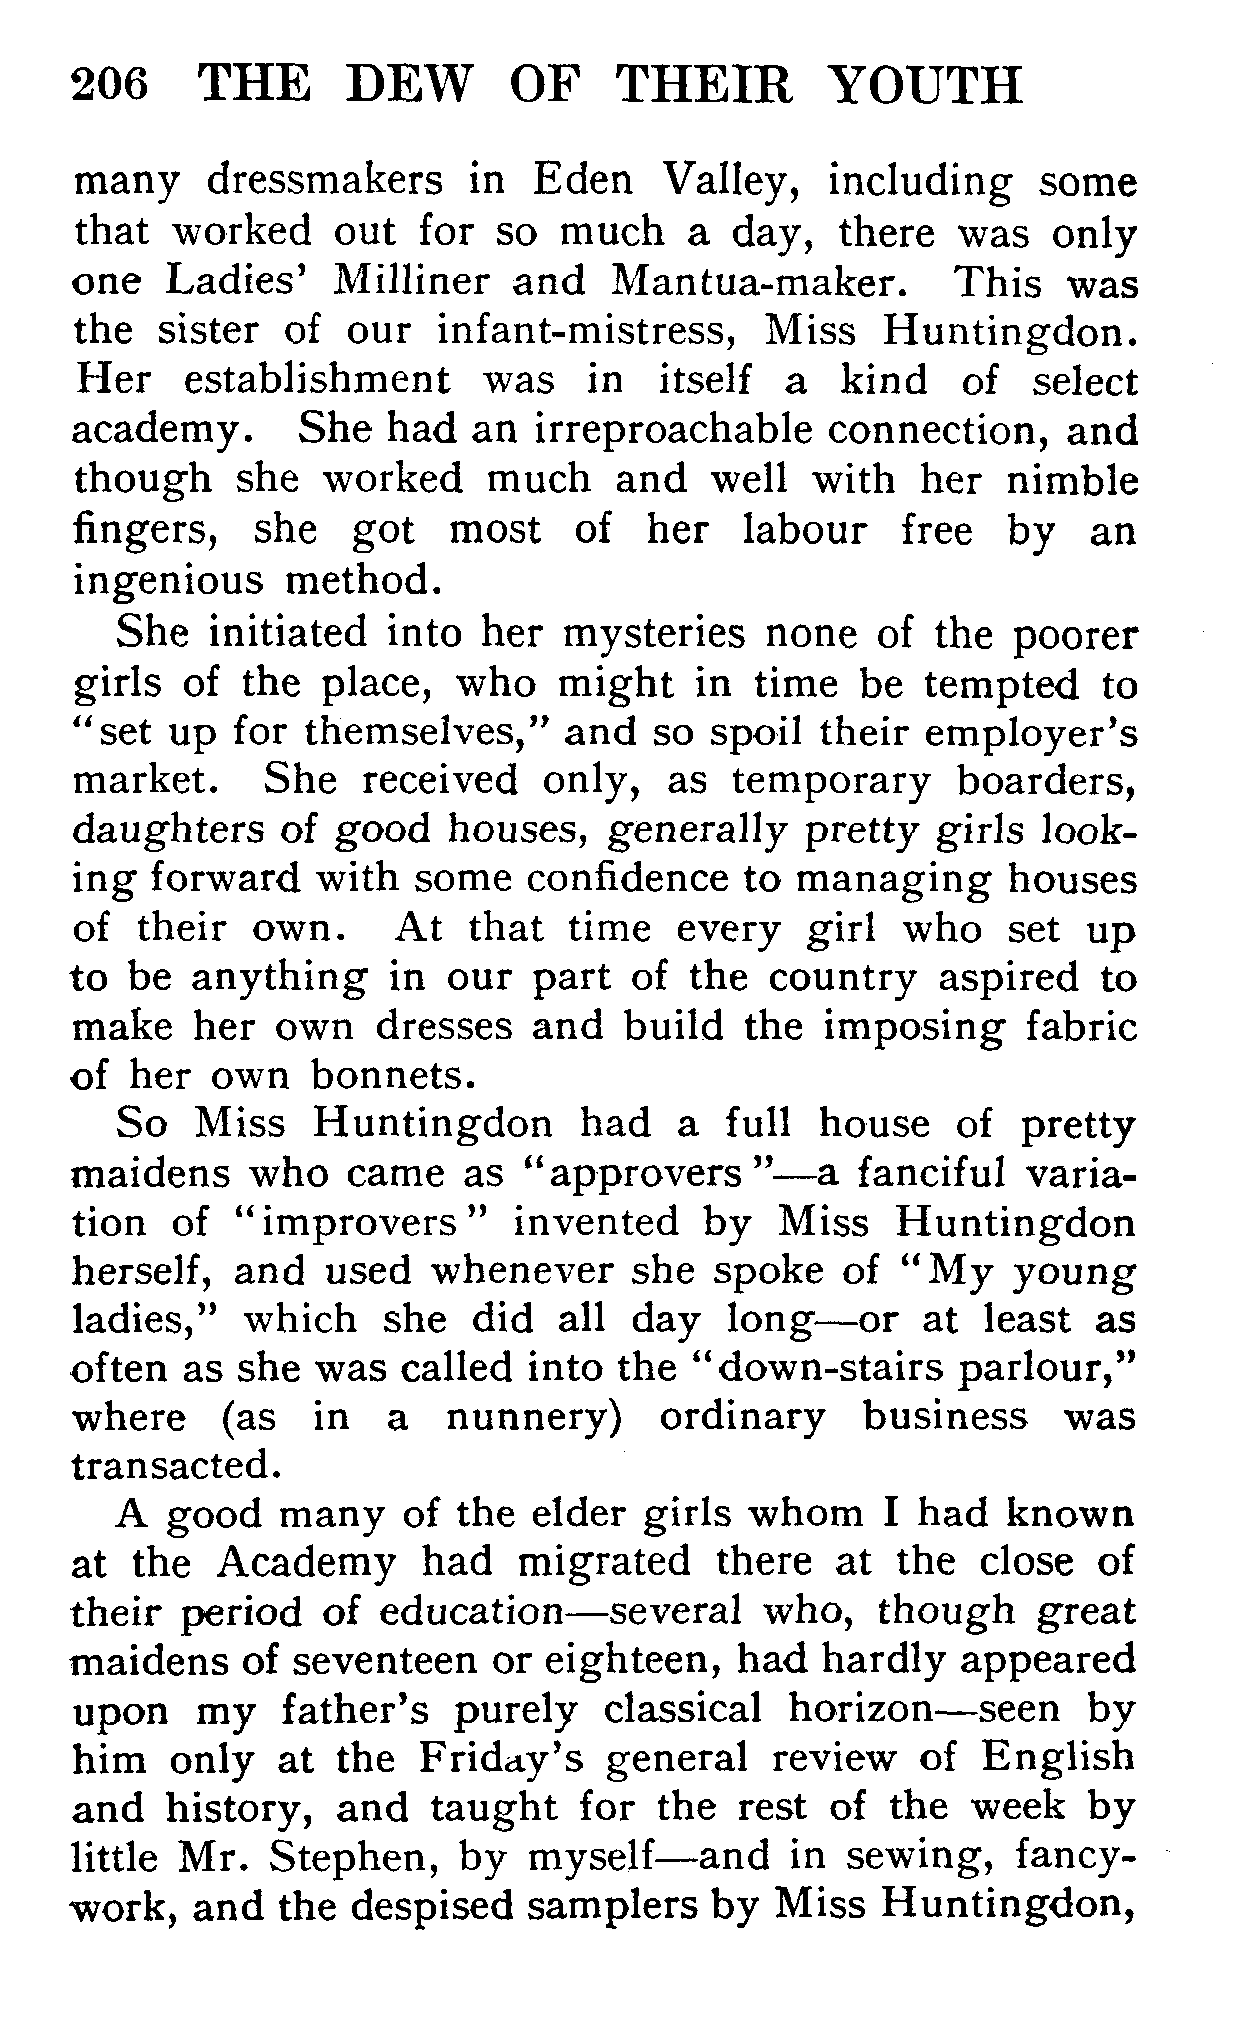 206 THE DEW OF THEIR YOUTH
many dressmakers in Eden Valley, including some
that worked out for so much a day, there was only
one Ladies' Milliner and Mantua-maker. This was
the sister of our infant-mistress, Miss Huntingdon.
Her establishment was in itself a kind of select
academy. She had an irreproachable connection, and
though she worked much and well with her nimble
fingers, she got most of her labour free by an
ingenious method.
She initiated into her mysteries none of the poorer
girls of the place, who might in time be tempted to
“set up for themselves,” and so spoil their employer's
market. She received only, as temporary boarders,
daughters of good houses, generally pretty girls look-
ing forward with some confidence to managing houses
of their own. At that time every girl who set up
to be anything in our part of the country aspired to
make her own dresses and build the imposing fabric
of her own bonnets.
So Miss Huntingdon had a full house of pretty
maidens who came as “approvers”—a fanciful varia-
tion of “improvers” invented by Miss Huntingdon
herself, and used whenever she spoke of “My young
ladies,” which she did all day long—or at least as
often as she was called into the “down-stairs parlour,”
where (as in a nunnery) ordinary business was
transacted.
A good many of the elder girls whom I had known
at the Academy had migrated there at the close of
their period of education—several who, though great
maidens of seventeen or eighteen, had hardly appeared
upon my father's purely classical horizon—seen by
him only at the Friday's general review of English
and history, and taught for the rest of the week by
little Mr. Stephen, by myself—and in sewing, fancy-
work, and the despised samplers by Miss Huntingdon,